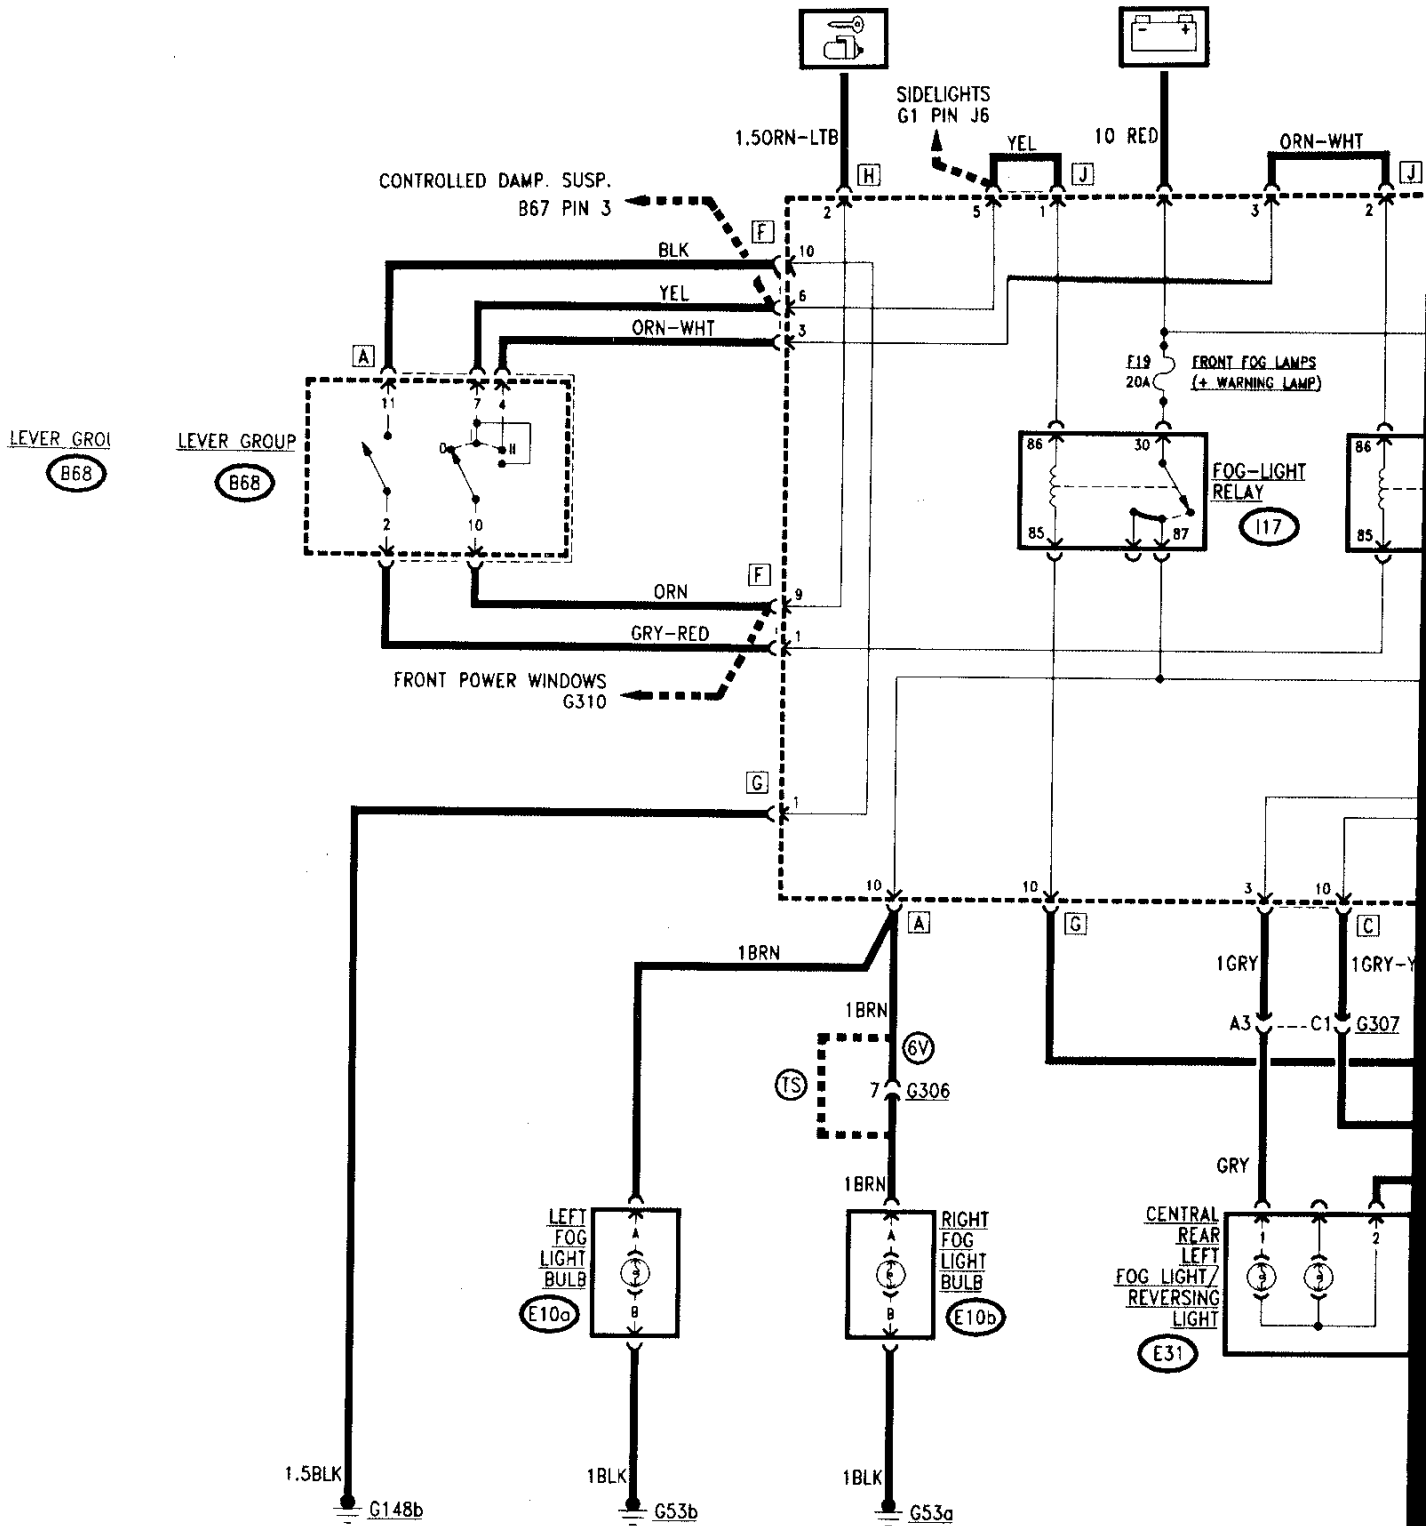 - +
SIDELIGHTS
G1 PIN J6
1.5ORN-LTB
YEL
10 RED
ORN-WHT
H
J
J
CONTROLLED DAMP. SUSP.
B67 PIN 3
2
5
1
3
2
F
10
BLK
6
YEL
3
ORN-WHT
A
F19
20A
FRONT FOG LAMPS
(+ WARNING LAMP)
11
7
4
LEVER GROU
B68
LEVER GROUP
B68
0
II
86
30
86
FOG-LIGHT
RELAY
I17
2
10
85
87
85
F
9
ORN
1
GRY-RED
FRONT POWER WINDOWS
G310
G
1
10
10
3
10
A
G
C
1BRN
1GRY
1GRY-Y
1BRN
A3
C1
G307
6V
TS
7
G306
GRY
1BRN
LEFT
FOG
LIGHT
BULB
E10a
A
B
RIGHT
FOG
LIGHT
BULB
E10b
A
B
CENTRAL
REAR
LEFT
FOG LIGHT/
REVERSING
LIGHT
E31
1
2
1.5BLK
1BLK
1BLK
G148b
G53b
G53a